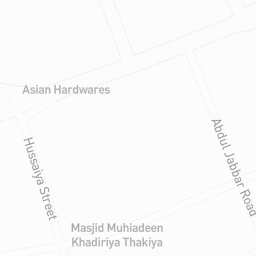 Asian Hardwares
Abdul Jabbar Road
Hussaiya Street
Masjid Muhiadeen
Khadiriya Thakiya